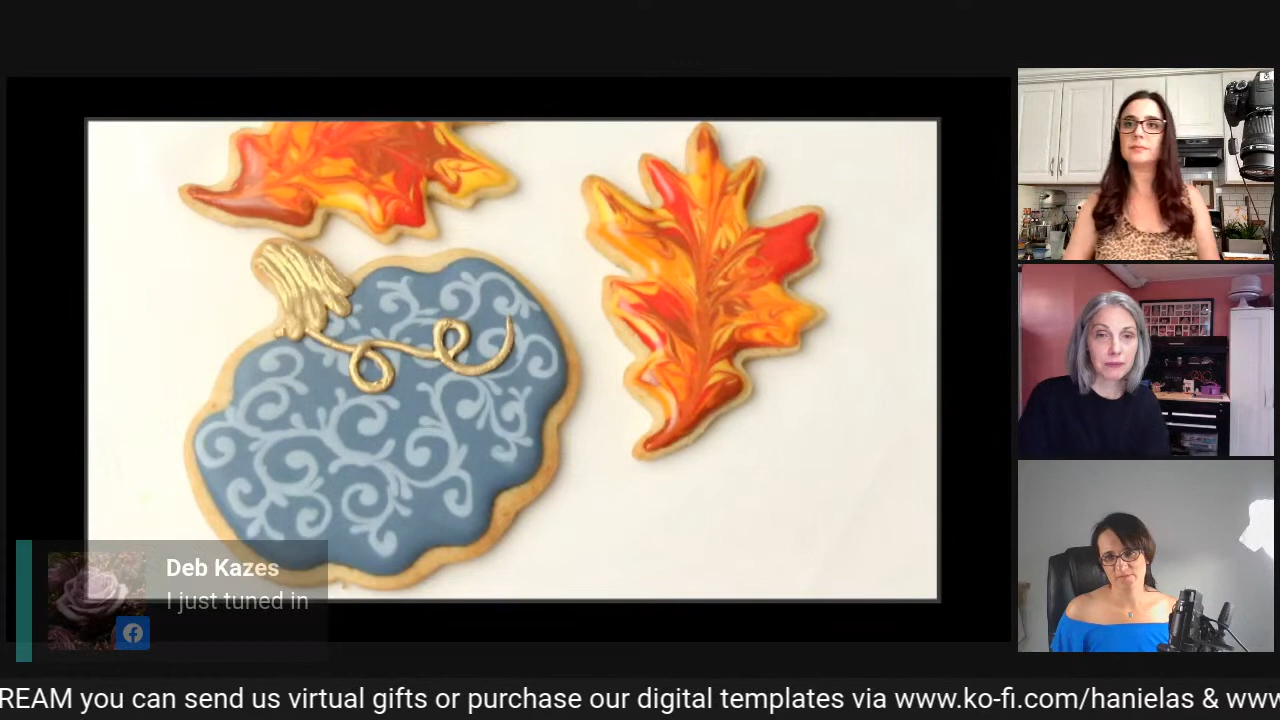 Deb Kazes
I just tuned in
REAM you can send us virtual gifts or purchase our digital templates via www.ko-fi.com/hanielas & www